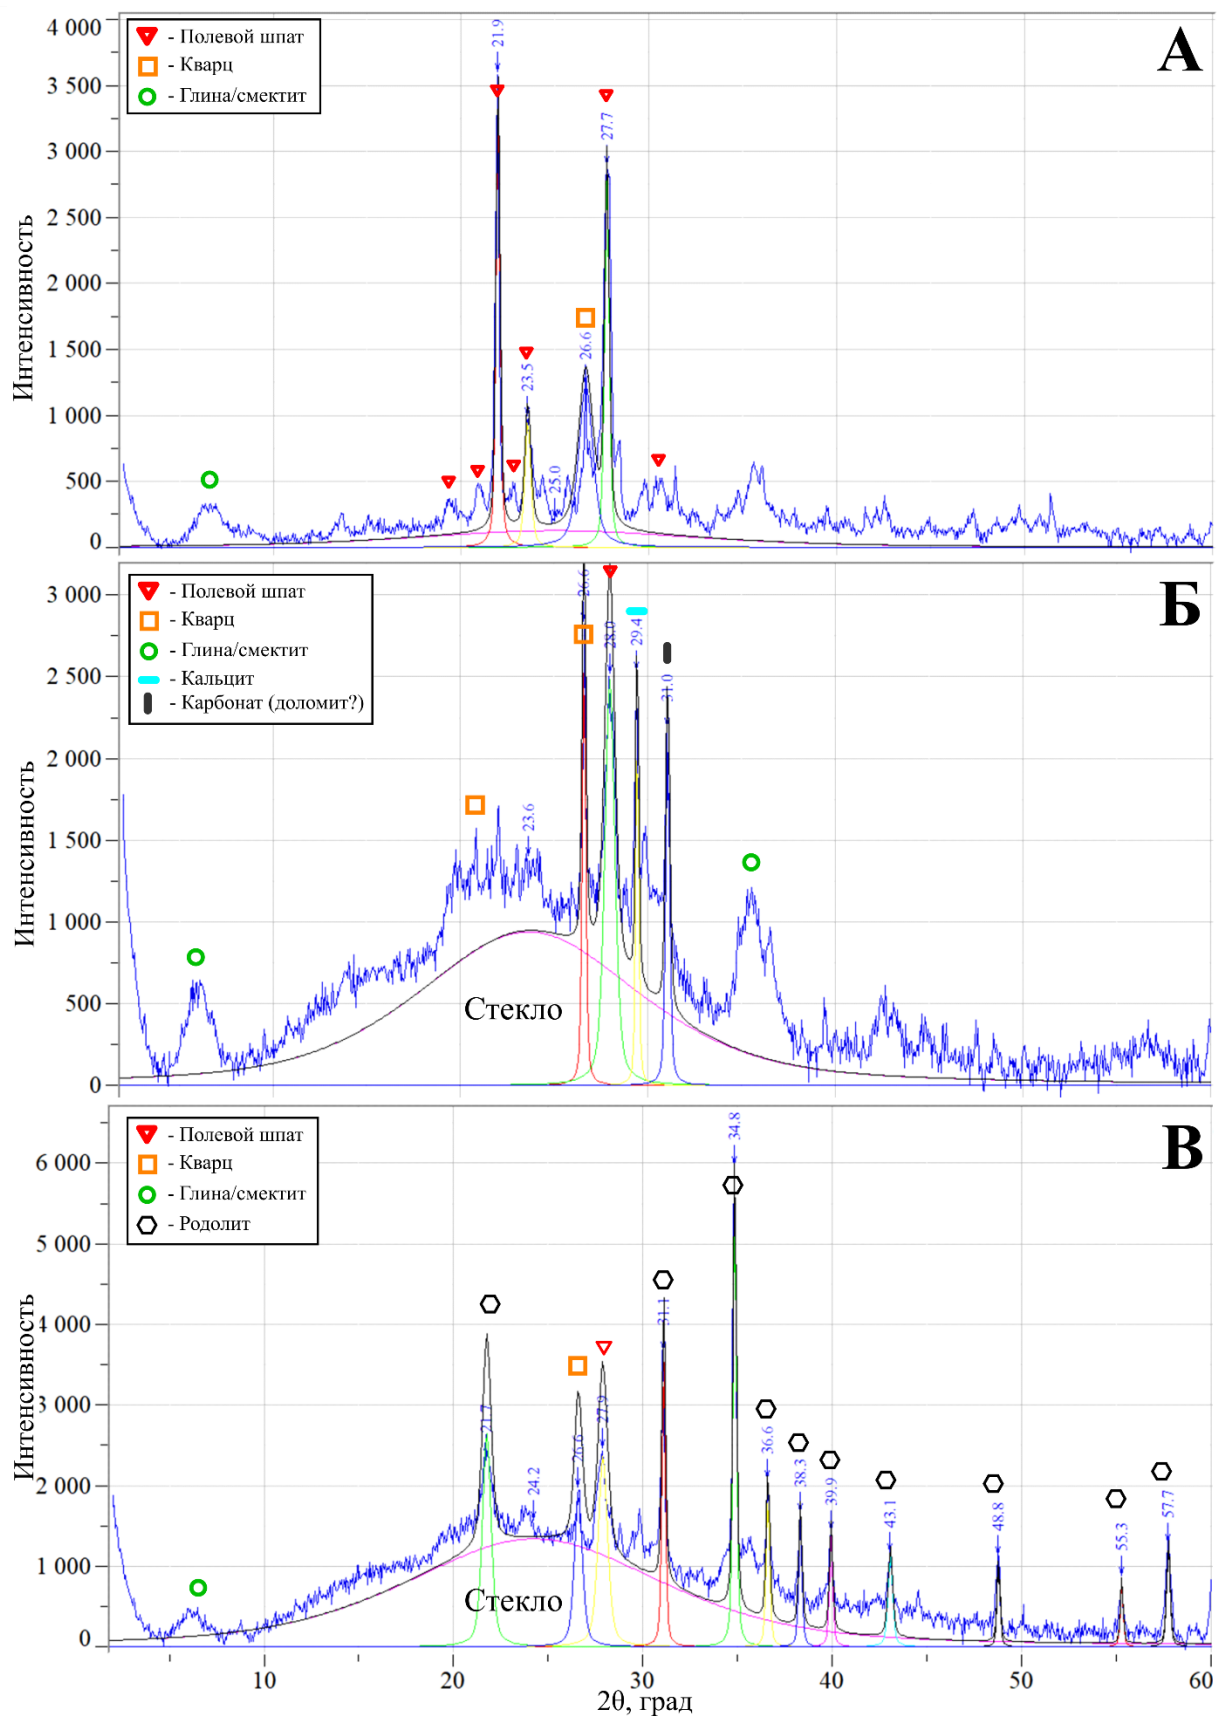 А
- Полевой шпат
- Кварц
- Глина/смектит
4 000
3 500
3 000
2 500
2 000
1 500
1 000
500
0
Интенсивность
21.9
23.5
25.0
26.6
27.7
Б
- Полевой шпат
- Кварц
- Глина/смектит
- Кальцит
- Карбонат (доломит?)
3 000
2 500
2 000
1 500
1 000
500
0
Интенсивность
23.6
26.6
28.0
29.4
31.0
Стекло
В
- Полевой шпат
- Кварц
- Глина/смектит
- Родолит
6 000
5 000
4 000
3 000
2 000
1 000
0
Интенсивность
21.7
24.2
26.6
27.9
31.1
34.8
36.6
38.3
39.9
43.1
48.8
55.3
57.7
Стекло
10
20
30
40
50
60
2θ, град